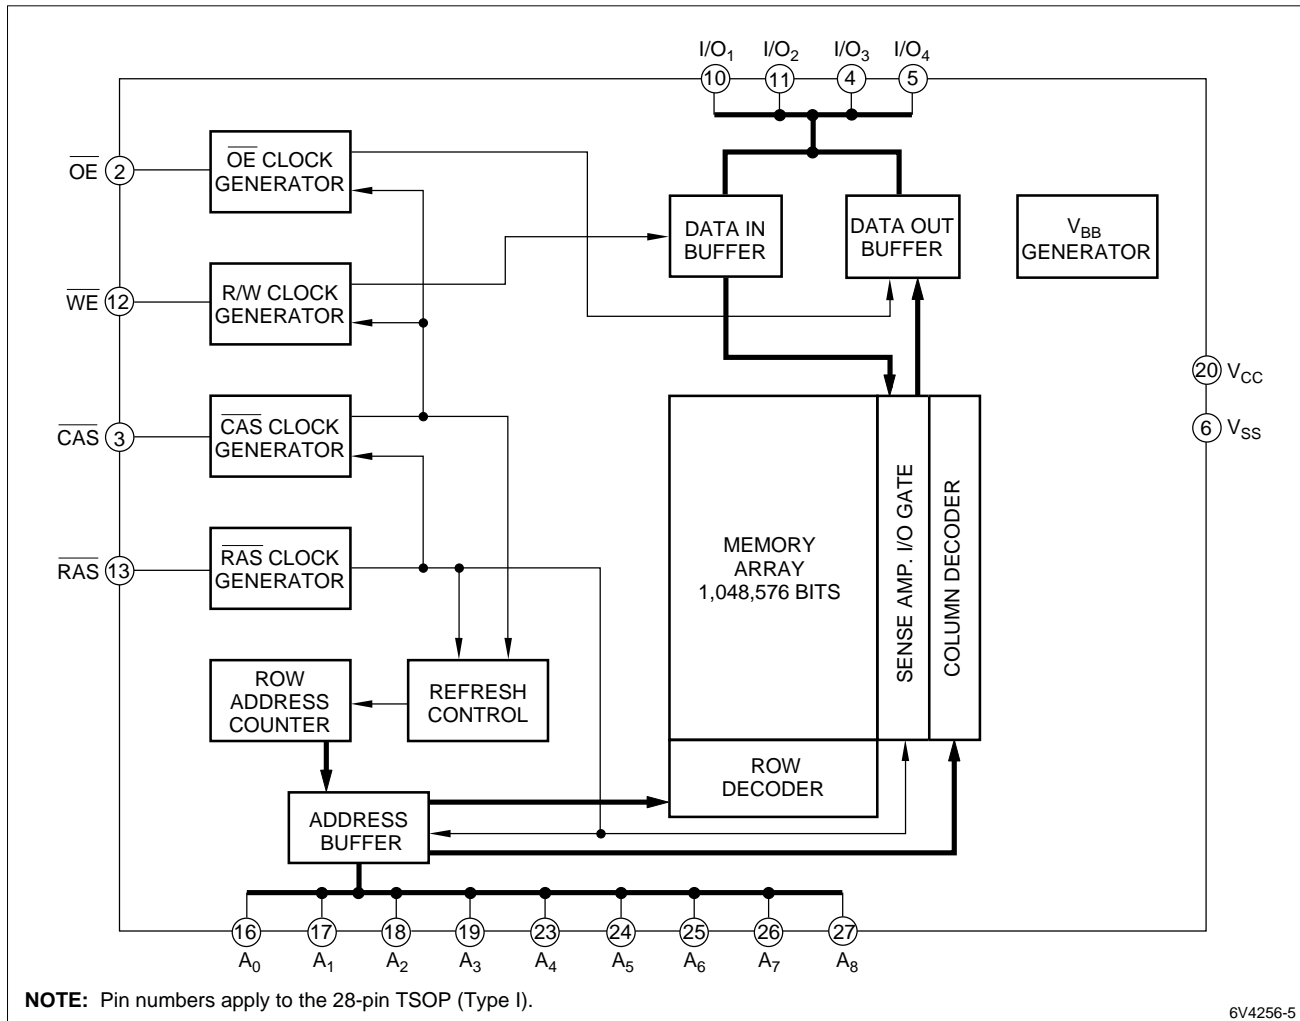 I/O1 I/O2 I/O3 I/O4
10 11 4 5
OE 2
OE CLOCK
GENERATOR
DATA IN
BUFFER
DATA OUT
BUFFER
VBB
GENERATOR
WE 12
R/W CLOCK
GENERATOR
20 VCC
CAS 3
CAS CLOCK
GENERATOR
6 VSS
RAS 13
RAS CLOCK
GENERATOR
MEMORY
ARRAY
1,048,576 BITS
SENSE AMP. I/O GATE
COLUMN DECODER
ROW
ADDRESS
COUNTER
REFRESH
CONTROL
ROW
DECODER
ADDRESS
BUFFER
16 17 18 19 23 24 25 26 27
A0 A1 A2 A3 A4 A5 A6 A7 A8
NOTE: Pin numbers apply to the 28-pin TSOP (Type I).
6V4256-5